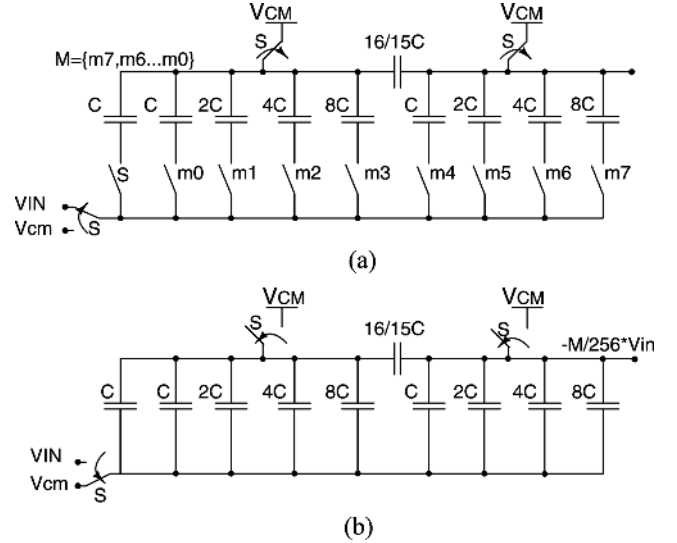 VCM VCM
S 16/15C S
M={m7,m6...m0}
C C 2C 4C 8C C 2C 4C 8C
S m0 m1 m2 m3 m4 m5 m6 m7
VIN
Vcm S
(a)
VCM VCM
S 16/15C S
-M/256*Vin
C C 2C 4C 8C C 2C 4C 8C
VIN
Vcm S
(b)